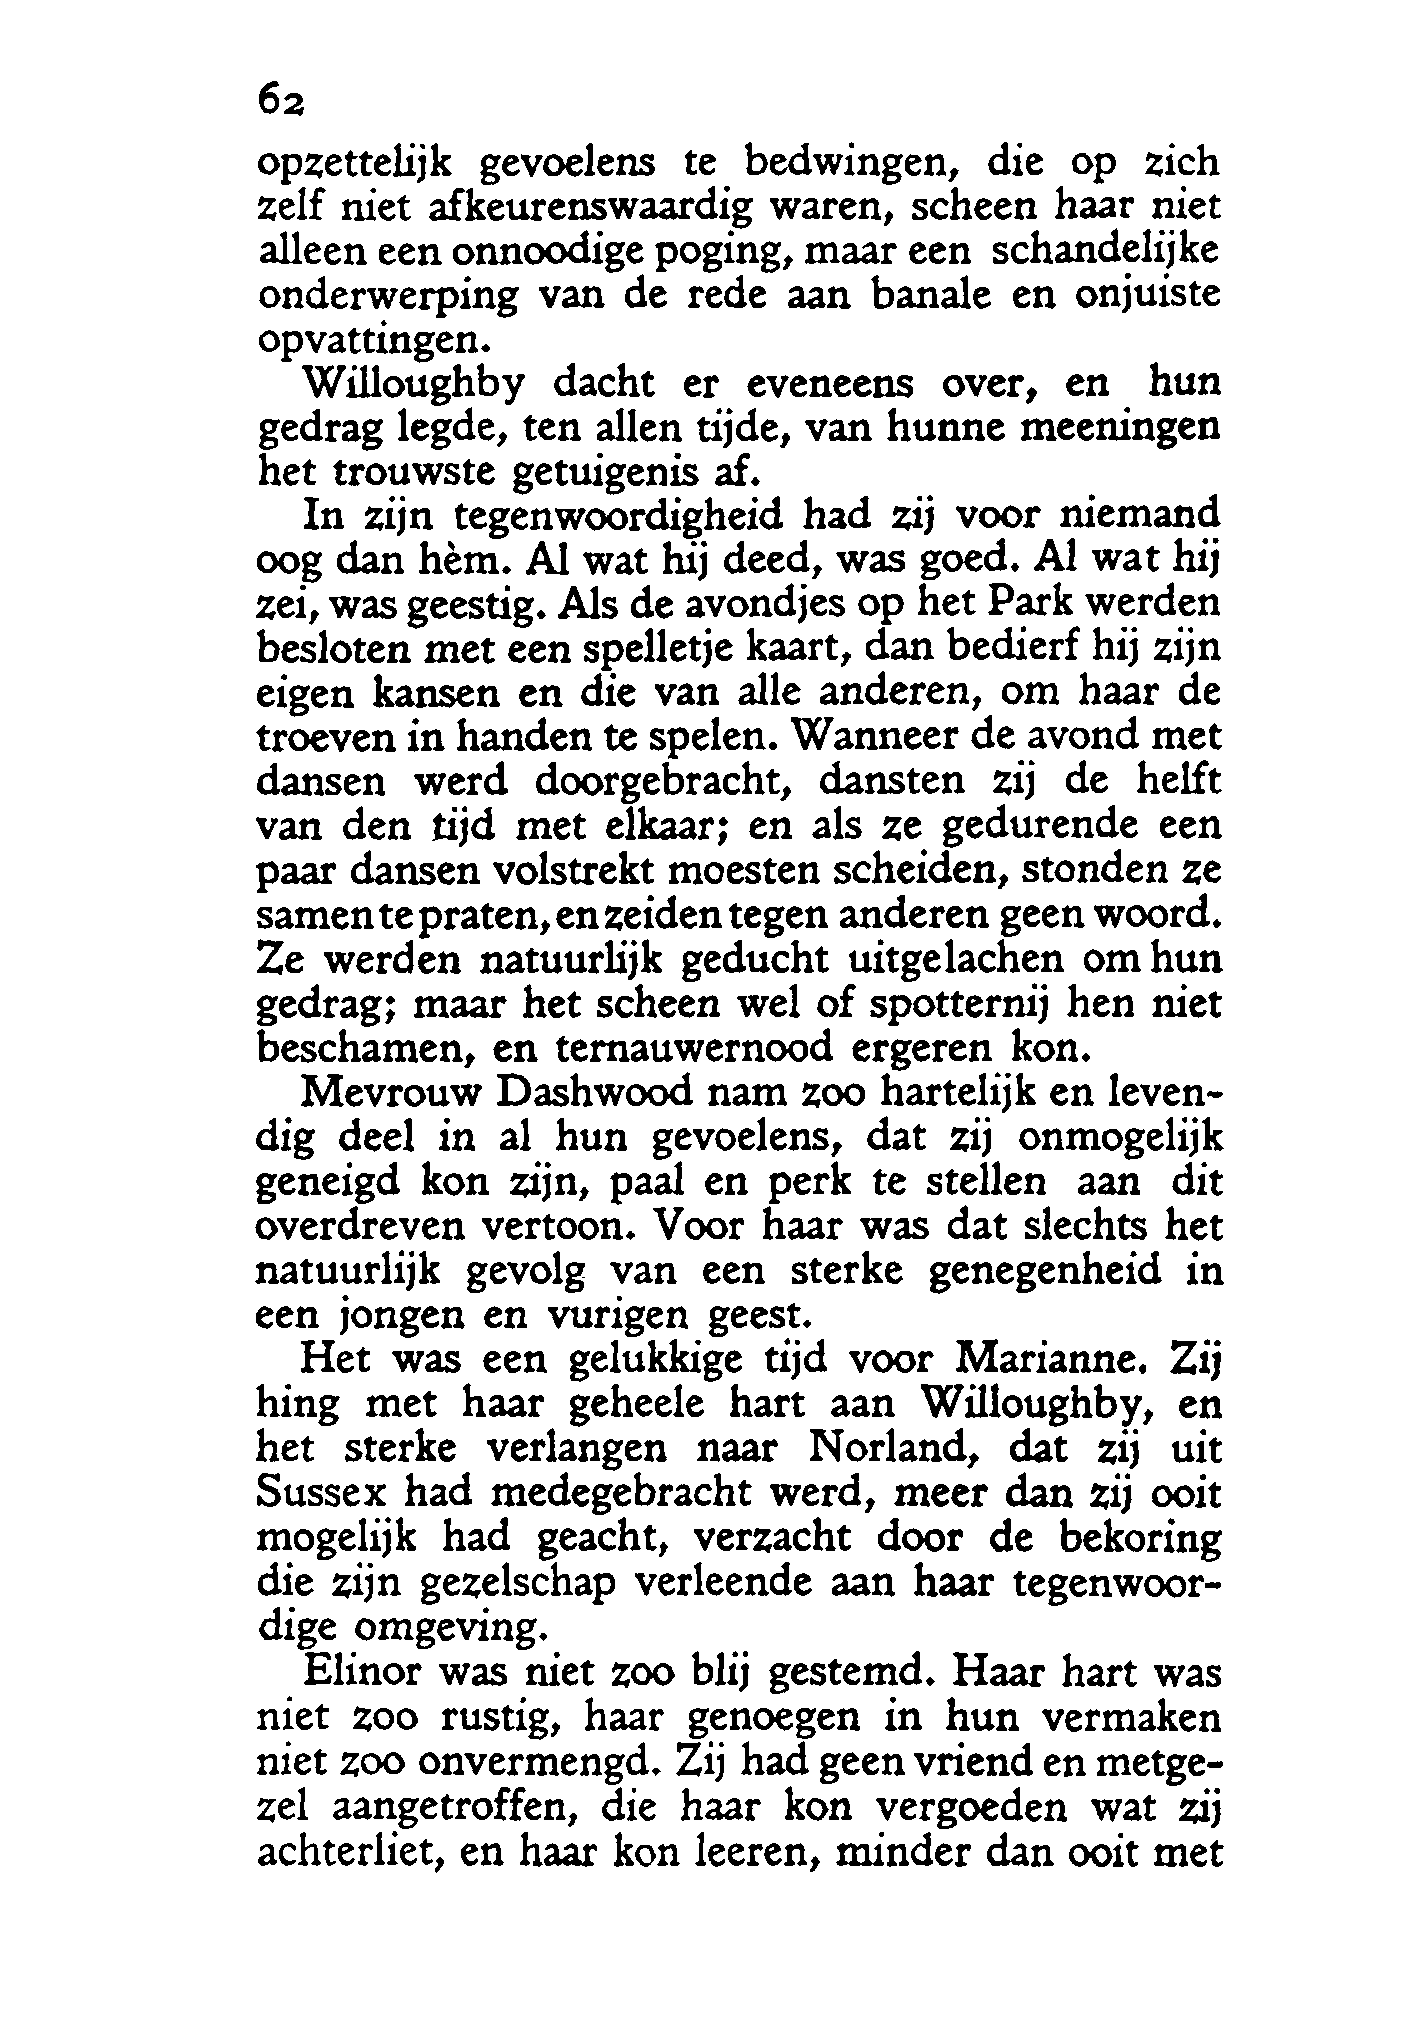 62
opzettelijk gevoelens te bedwingen, die op zich
zelf niet afkeurenswaardig waren, scheen haar niet
alleen een onnoodige poging, maar een schandelijke
onderwerping van de rede aan banale en onjuiste
opvattingen.
Willoughby dacht er eveneens over, en hun
gedrag legde, ten allen tijde, van hunne meeningen
het trouwste getuigenis af.
In zijn tegenwoordigheid had zij voor niemand
oog dan hèm. Al wat hij deed, was goed. Al wat hij
zei, was geestig. Als de avondjes op het Park werden
besloten met een spelletje kaart, dan bedierf hij zijn
eigen kansen en die van alle anderen, om haar de
troeven in handen te spelen. Wanneer de avond met
dansen werd doorgebracht, dansten zij de helft
van den tijd met elkaar; en als ze gedurende een
paar dansen volstrekt moesten scheiden, stonden ze
samen te praten, en zeiden tegen anderen geen woord.
Ze werden natuurlijk geducht uitgelachen om hun
gedrag; maar het scheen wel of spotternij hen niet
beschamen, en ternauwernood ergeren kon.
Mevrouw Dashwood nam zoo hartelijk en leven-
dig deel in al hun gevoelens, dat zij onmogelijk
geneigd kon zijn, paal en perk te stellen aan dit
overdreven vertoon. Voor haar was dat slechts het
natuurlijk gevolg van een sterke genegenheid in
een jongen en vurigen geest.
Het was een gelukkige tijd voor Marianne. Zij
hing met haar geheele hart aan Willoughby, en
het sterke verlangen naar Norland, dat zij uit
Sussex had medegebracht werd, meer dan zij ooit
mogelijk had geacht, verzacht door de bekoring
die zijn gezelschap verleende aan haar tegenwoor-
dige omgeving.
Elinor was niet zoo blij gestemd. Haar hart was
niet zoo rustig, haar genoegen in hun vermaken
niet zoo onvermengd. Zij had geen vriend en metge-
zel aangetroffen, die haar kon vergoeden wat zij
achterliet, en haar kon leeren, minder dan ooit met